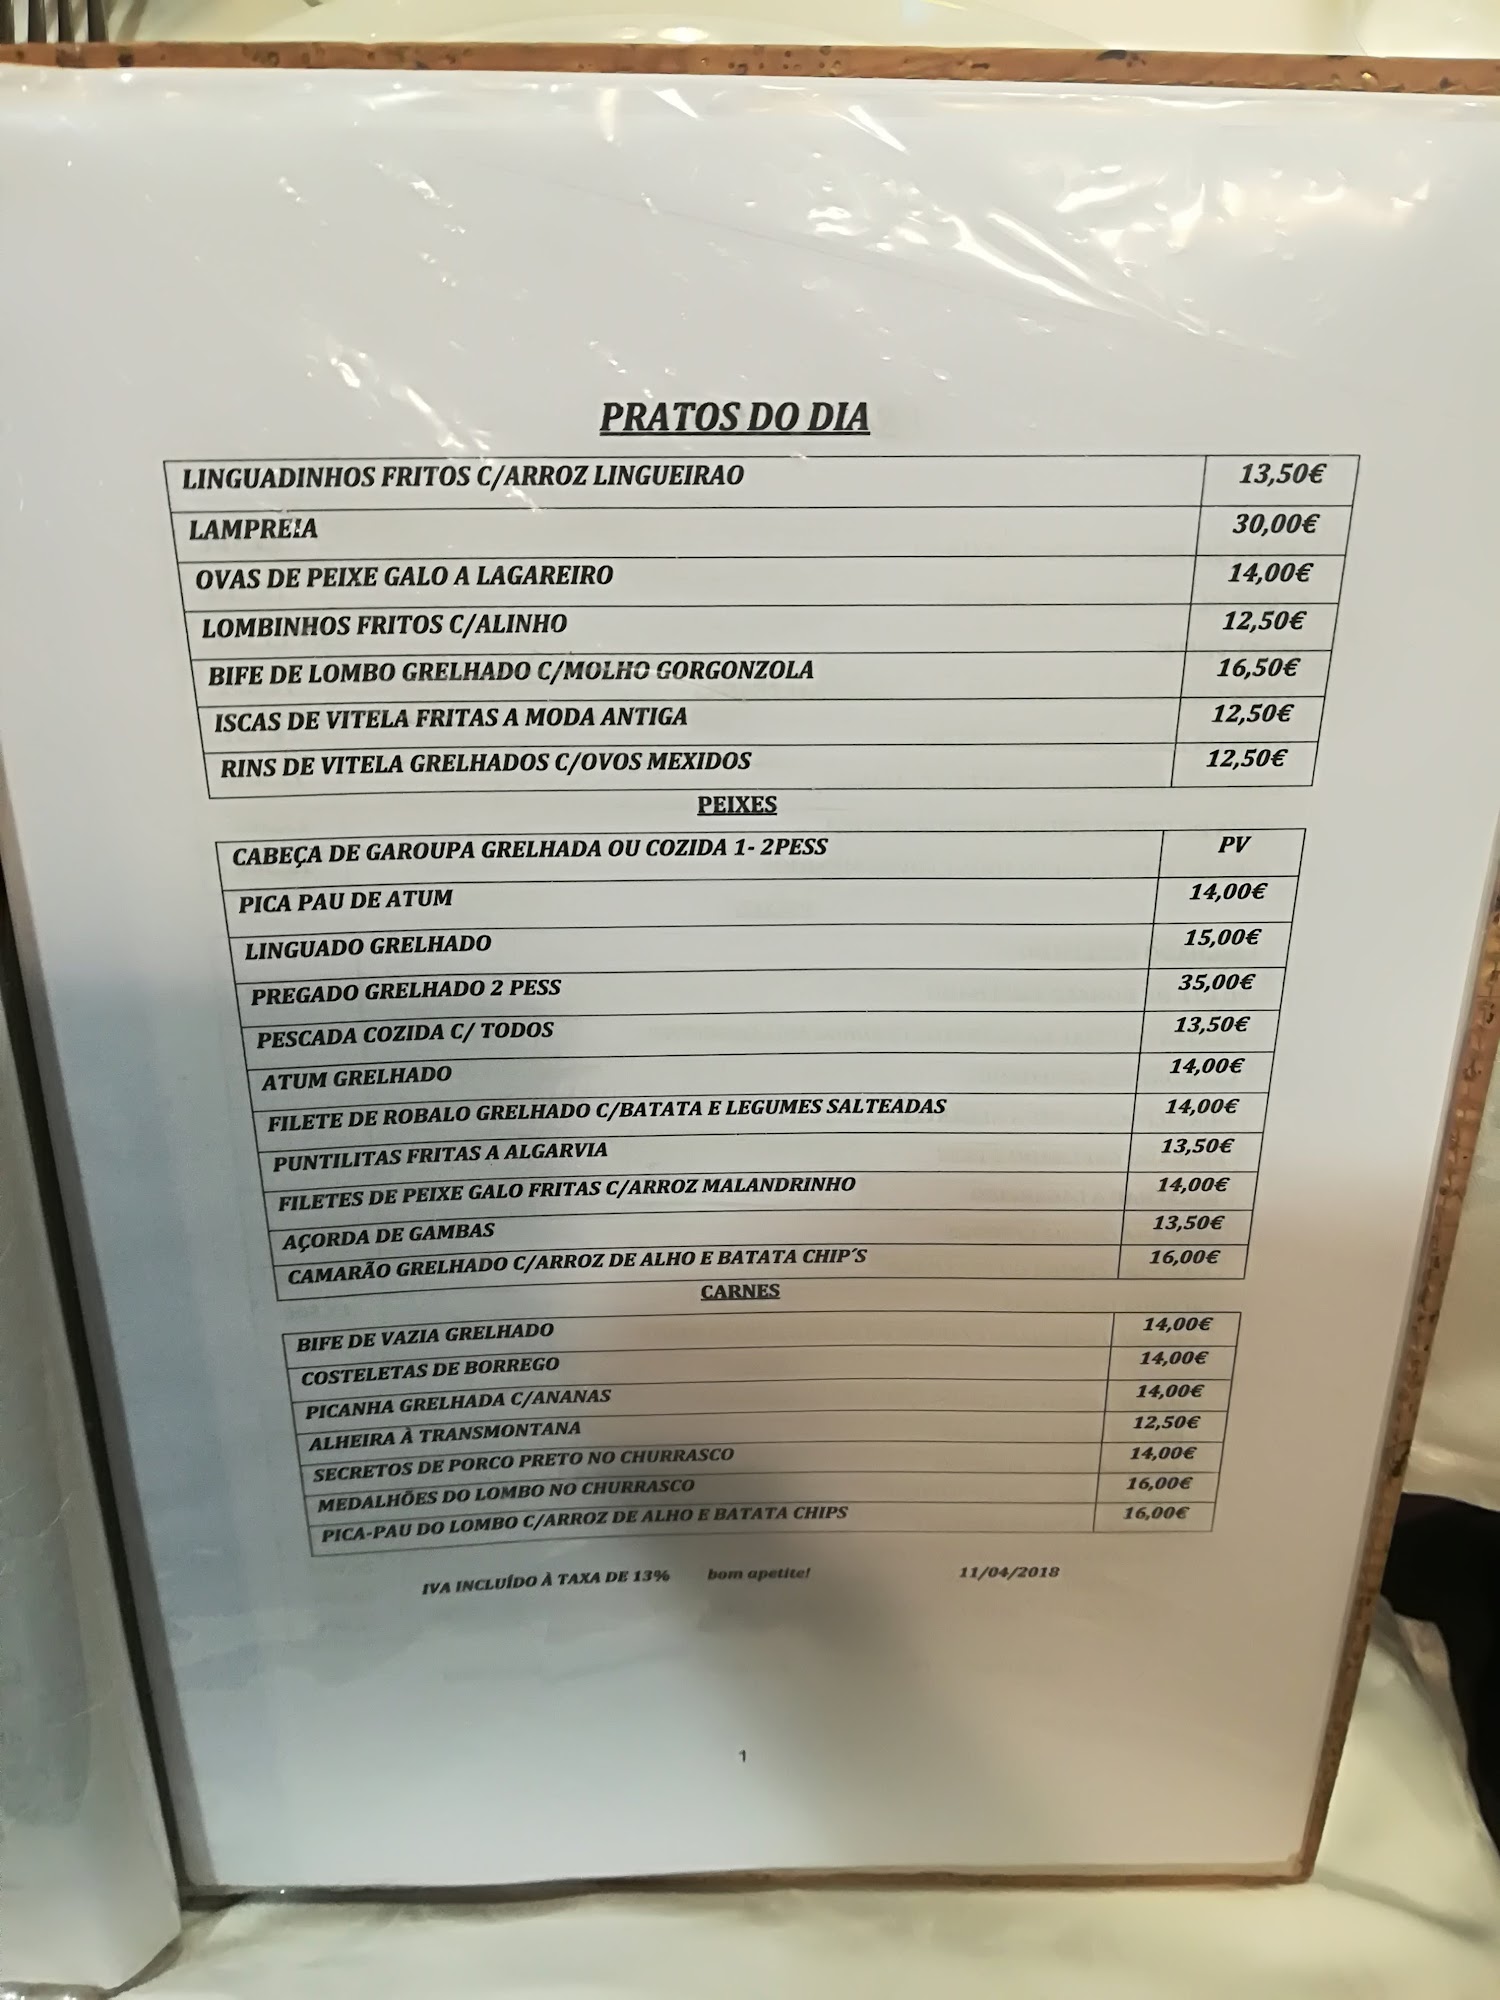 PRATOS DO DIA
LINGUADINHOS FRITOS C/ARROZ LINGUEIRAO 13,50€
LAMPREIA 30,00€
OVAS DE PEIXE GALO A LAGAREIRO 14,00€
LOMBINHOS FRITOS C/ALINHO 12,50€
BIFE DE LOMBO GRELHADO C/MOLHO GORGONZOLA 16,50€
ISCAS DE VITELA FRITAS A MODA ANTIGA 12,50€
RINS DE VITELA GRELHADOS C/OVOS MEXIDOS 12,50€
PEIXES
CABEÇA DE GAROUPA GRELHADA OU COZIDA 1- 2PESS PV
PICA PAU DE ATUM 14,00€
LINGUADO GRELHADO 15,00€
PREGADO GRELHADO 2 PESS 35,00€
PESCADA COZIDA C/ TODOS 13,50€
ATUM GRELHADO 14,00€
FILETE DE ROBALO GRELHADO C/BATATA E LEGUMES SALTEADAS 14,00€
PUNTILITAS FRITAS A ALGARVIA 13,50€
FILETES DE PEIXE GALO FRITAS C/ARROZ MALANDRINHO 14,00€
AÇORDA DE GAMBAS 13,50€
CAMARÃO GRELHADO C/ARROZ DE ALHO E BATATA CHIP´S 16,00€
CARNES
BIFE DE VAZIA GRELHADO 14,00€
COSTELETAS DE BORREGO 14,00€
PICANHA GRELHADA C/ANANAS 14,00€
ALHEIRA À TRANSMONTANA 12,50€
SECRETOS DE PORCO PRETO NO CHURRASCO 14,00€
MEDALHÕES DO LOMBO NO CHURRASCO 16,00€
PICA-PAU DO LOMBO C/ARROZ DE ALHO E BATATA CHIPS 16,00€
IVA INCLUÍDO À TAXA DE 13% bom apetite! 11/04/2018
1